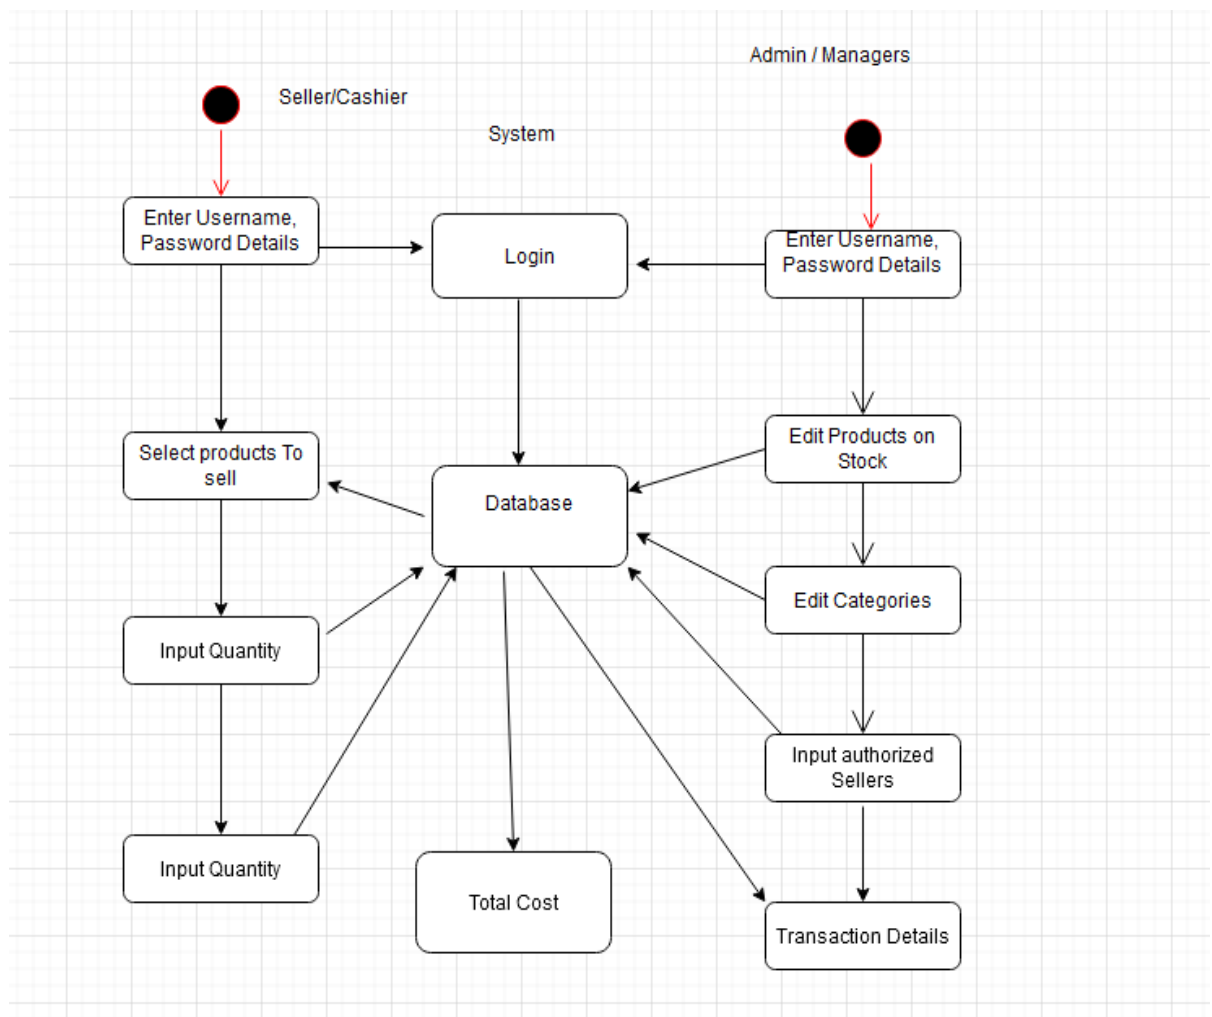 Admin / Managers
Seller/Cashier
System
Enter Username,
Password Details
Login
Enter Username,
Password Details
Select products To
sell
Database
Edit Products on
Stock
Edit Categories
Input Quantity
Input authorized
Sellers
Input Quantity
Total Cost
Transaction Details